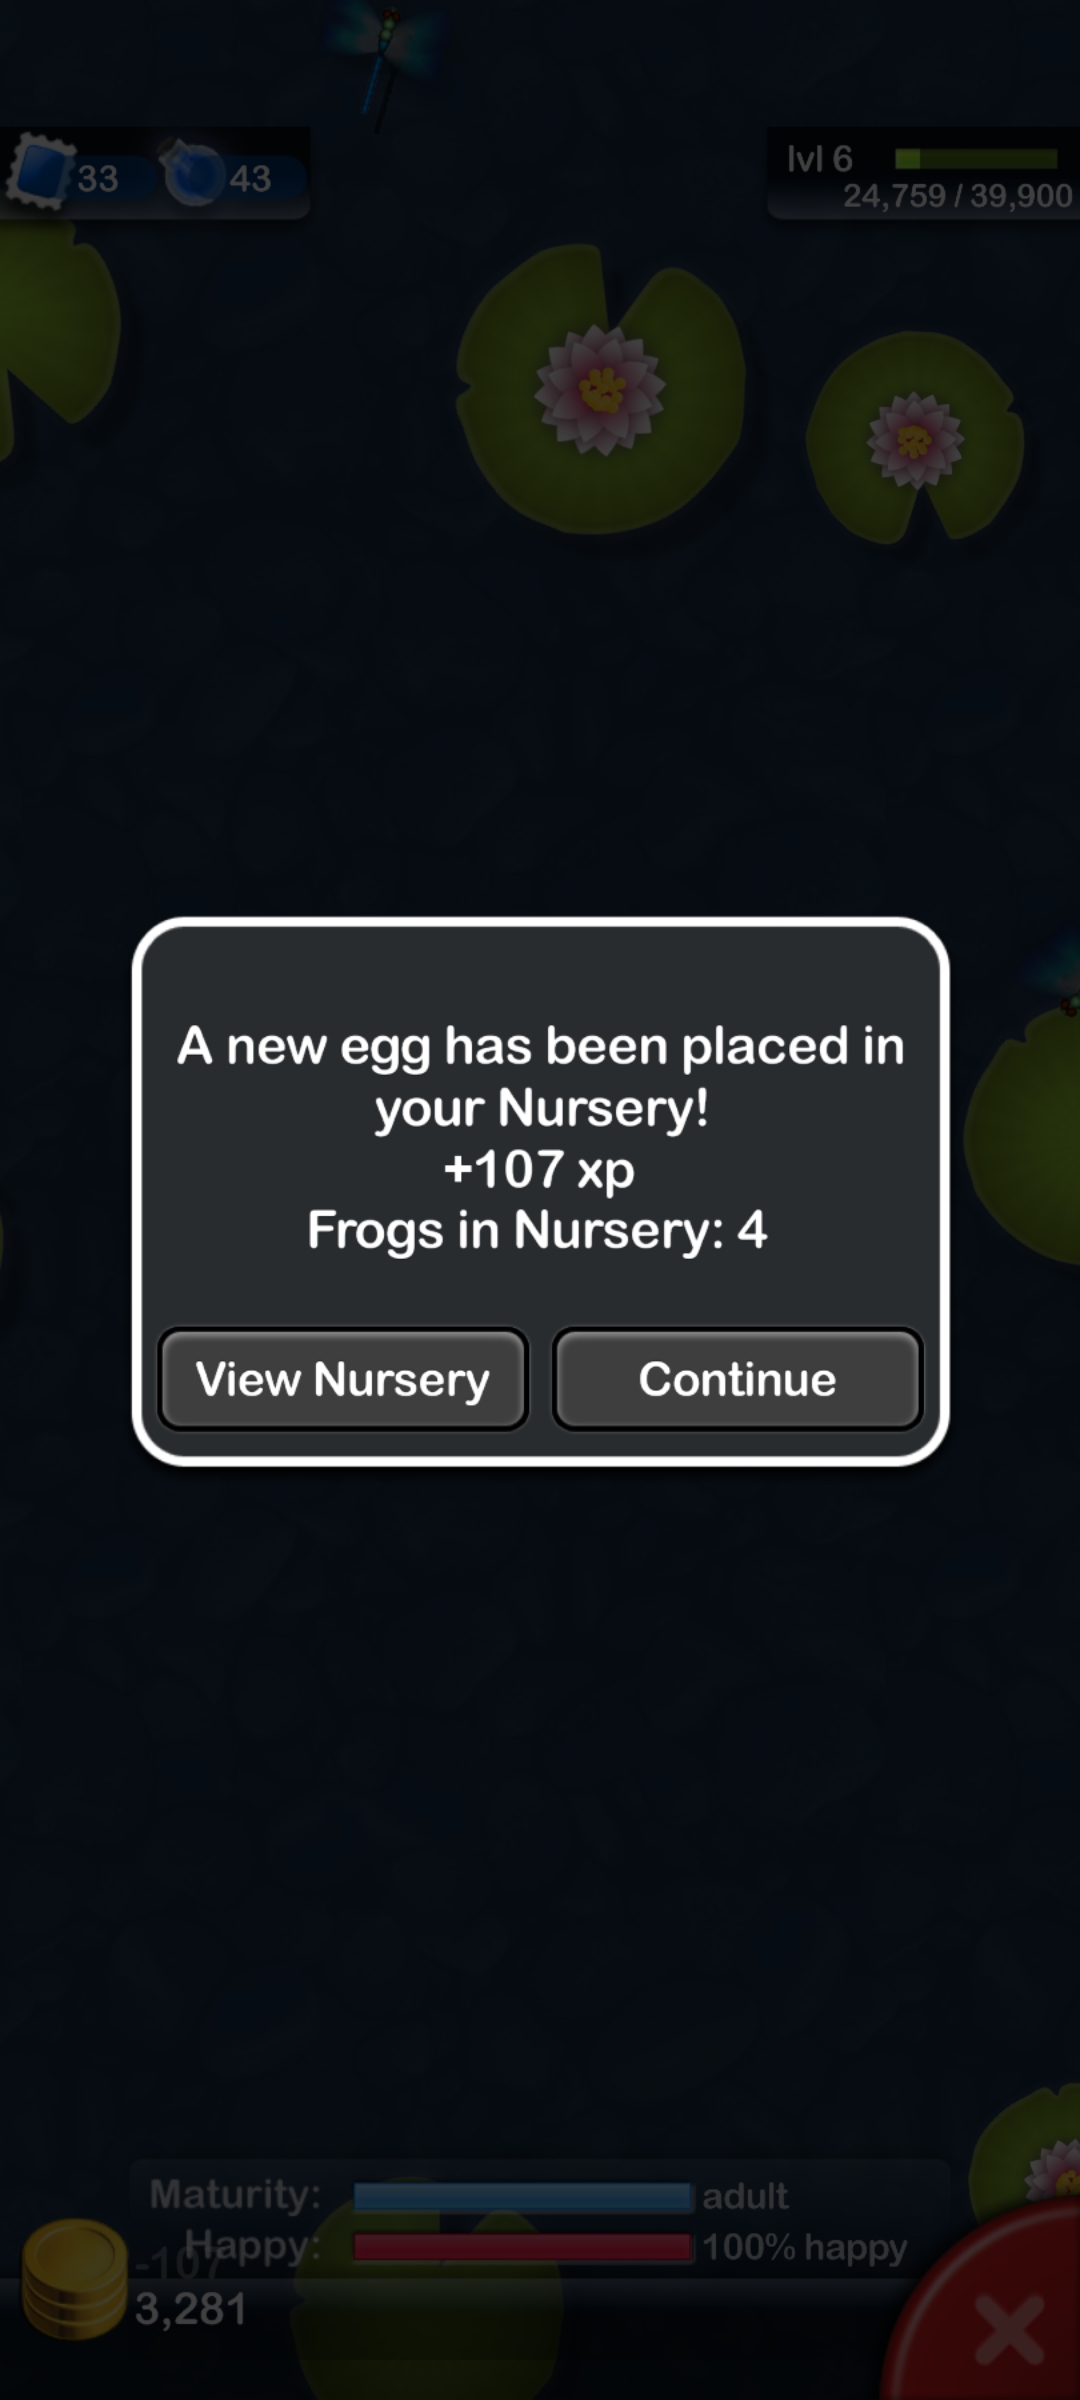 33
43
lvl 6
24,759 / 39,900
A new egg has been placed in
your Nursery!
+107 xp
Frogs in Nursery: 4
View Nursery
Continue
Maturity:
adult
Happy:
100% happy
-107
3,281